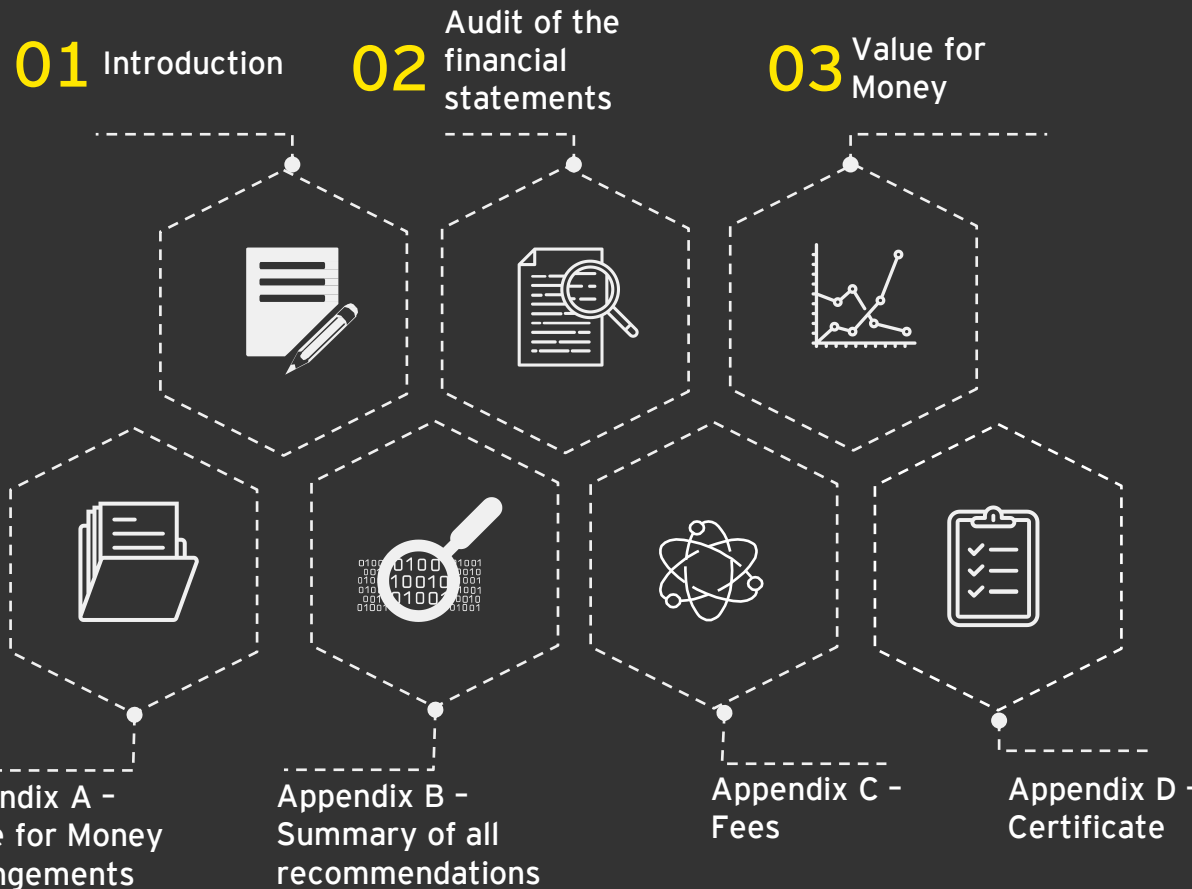 01 Introduction
02 Audit of the
financial
statements
03 Value for
Money
ndix A –
e for Money
ngements
Appendix B –
Summary of all
recommendations
Appendix C –
Fees
Appendix D –
Certificate